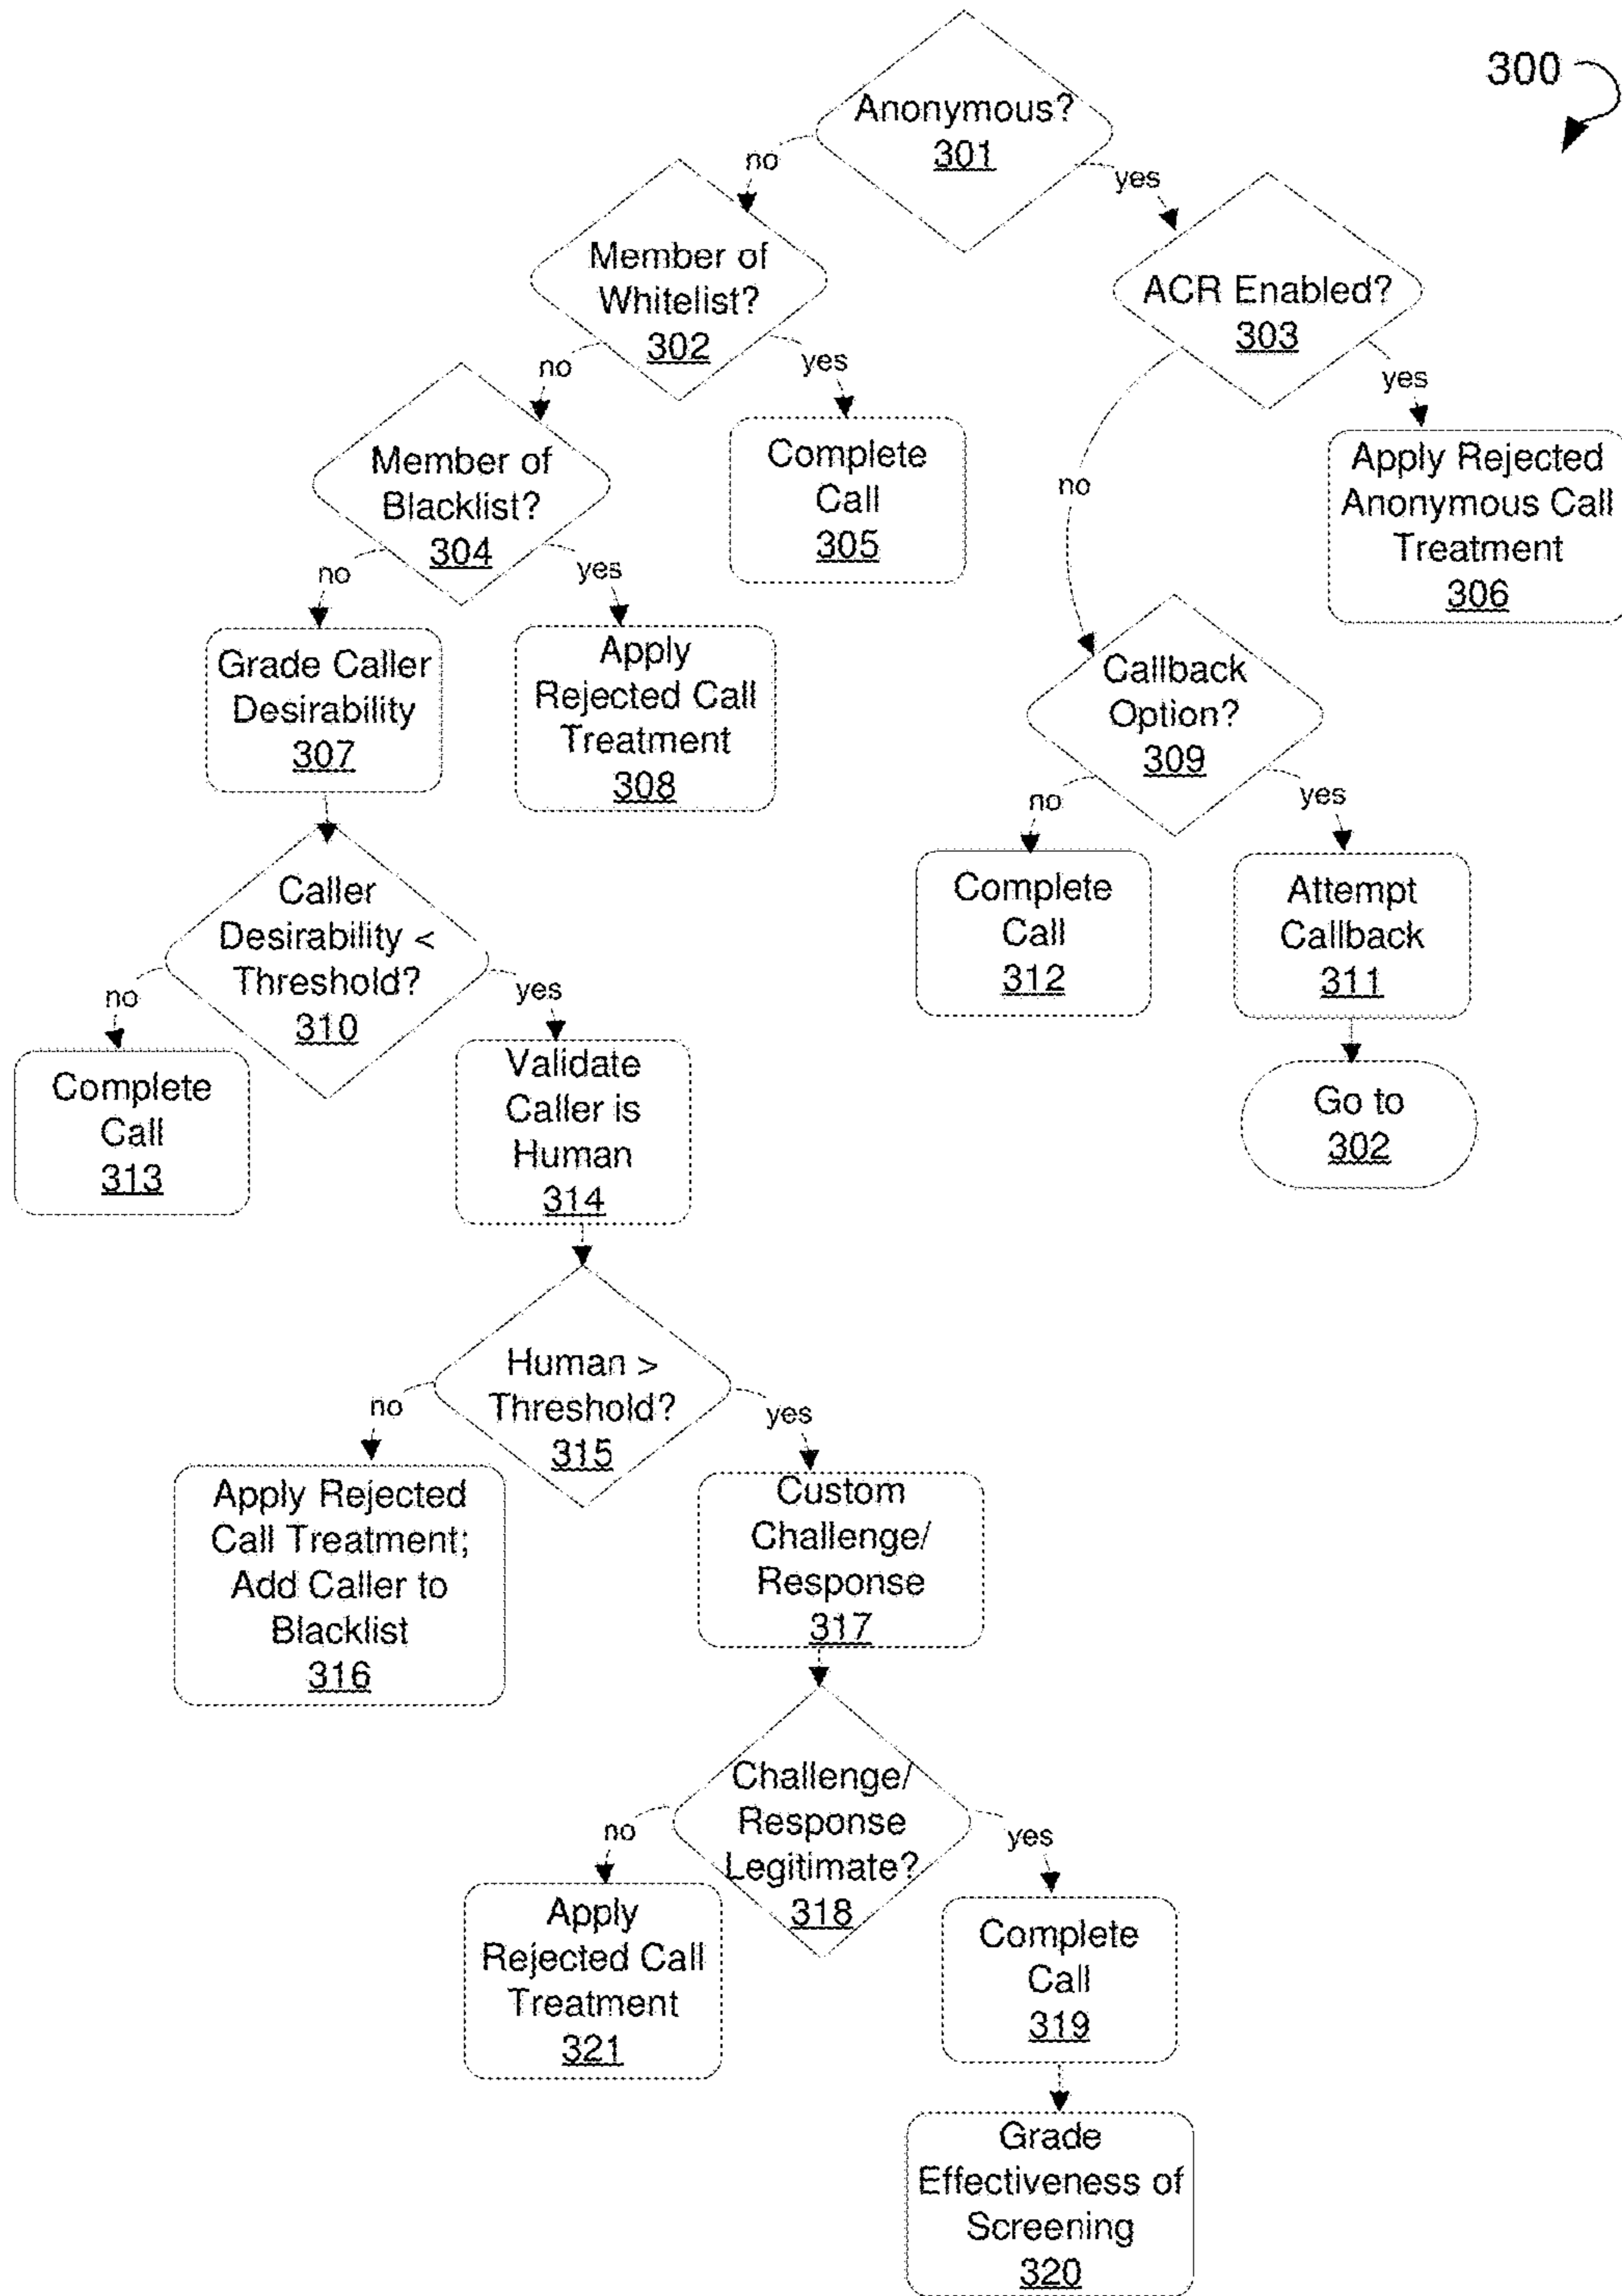 300
Anonymous?
301
no
yes
Member of
Whitelist?
302
ACR Enabled?
303
no
yes
no
yes
Member of
Blacklist?
304
Complete
Call
305
Apply Rejected
Anonymous Call
Treatment
306
no
yes
Grade Caller
Desirability
307
Apply
Rejected Call
Treatment
308
Callback
Option?
309
no
yes
Caller
Desirability <
Threshold?
310
Complete
Call
312
Attempt
Callback
311
no
yes
Complete
Call
313
Validate
Caller is
Human
314
Go to
302
Human >
Threshold?
315
no
yes
Apply Rejected
Call Treatment;
Add Caller to
Blacklist
316
Custom
Challenge/
Response
317
Challenge/
Response
Legitimate?
318
no
yes
Apply
Rejected Call
Treatment
321
Complete
Call
319
Grade
Effectiveness of
Screening
320